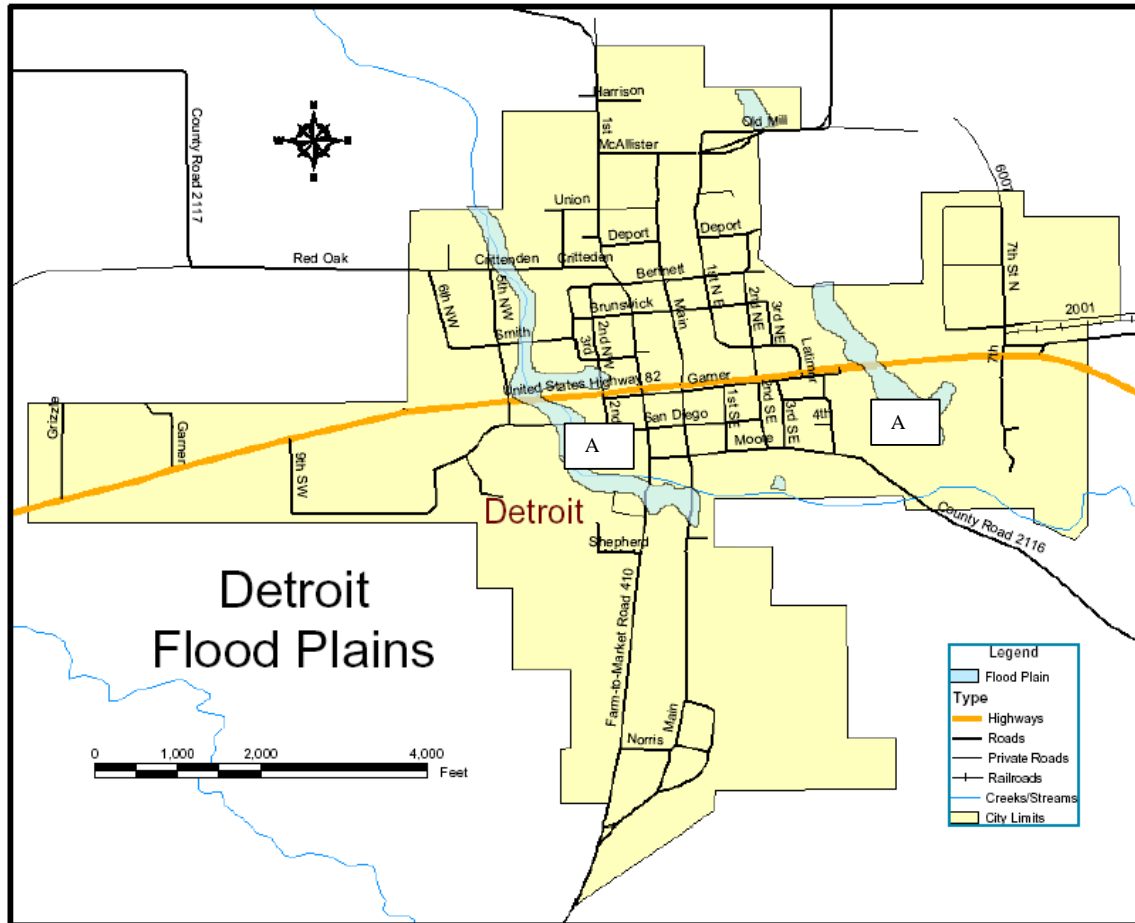 Harrison
Old Mill
1st
McAllister
County Road 2117
6007
Union
Deport
Deport
7th St N
Red Oak
Crittenden
Critteden
Bennett
5th NW
6th NW
Main
1st N E
2nd NE
3rd NE
Brunswick
2001
Smith
2nd NW
3rd
Latimer
7th
United States Highway 82
Garner
Grizzle
Garner
2nd
San Diego
1st SE
2nd SE
3rd SE
4th
A
A
Moore
9th SW
Detroit
County Road 2116
Shepherd
Detroit
Flood Plains
Farm-to-Market Road 410
Main
Norris
0 1,000 2,000 4,000
Feet
Legend
Flood Plain
Type
Highways
Roads
Private Roads
Railroads
Creeks/Streams
City Limits